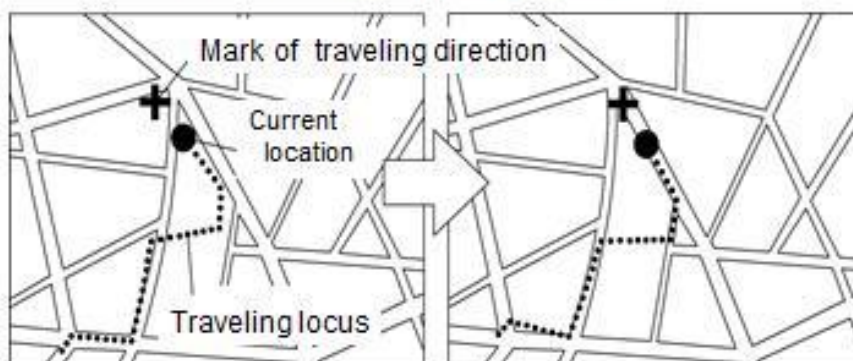 Mark of traveling direction
Current
location
Traveling locus